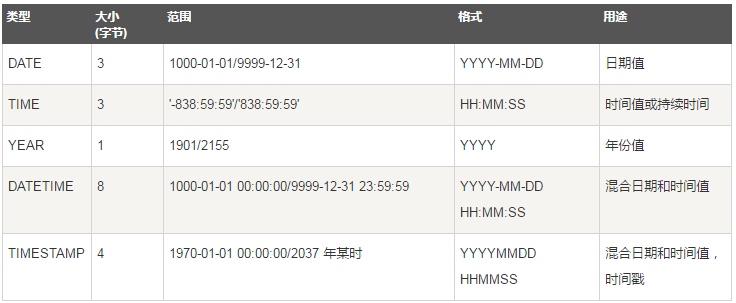 类型 大小 范围 格式 用途
(字节)
DATE 3 1000-01-01/9999-12-31 YYYY-MM-DD 日期值
TIME 3 '-838:59:59'/'838:59:59' HH:MM:SS 时间值或持续时间
YEAR 1 1901/2155 YYYY 年份值
DATETIME 8 1000-01-01 00:00:00/9999-12-31 23:59:59 YYYY-MM-DD 混合日期和时间值
HH:MM:SS
TIMESTAMP 4 1970-01-01 00:00:00/2037 年某时 YYYYMMDD 混合日期和时间值，
HHMMSS 时间戳